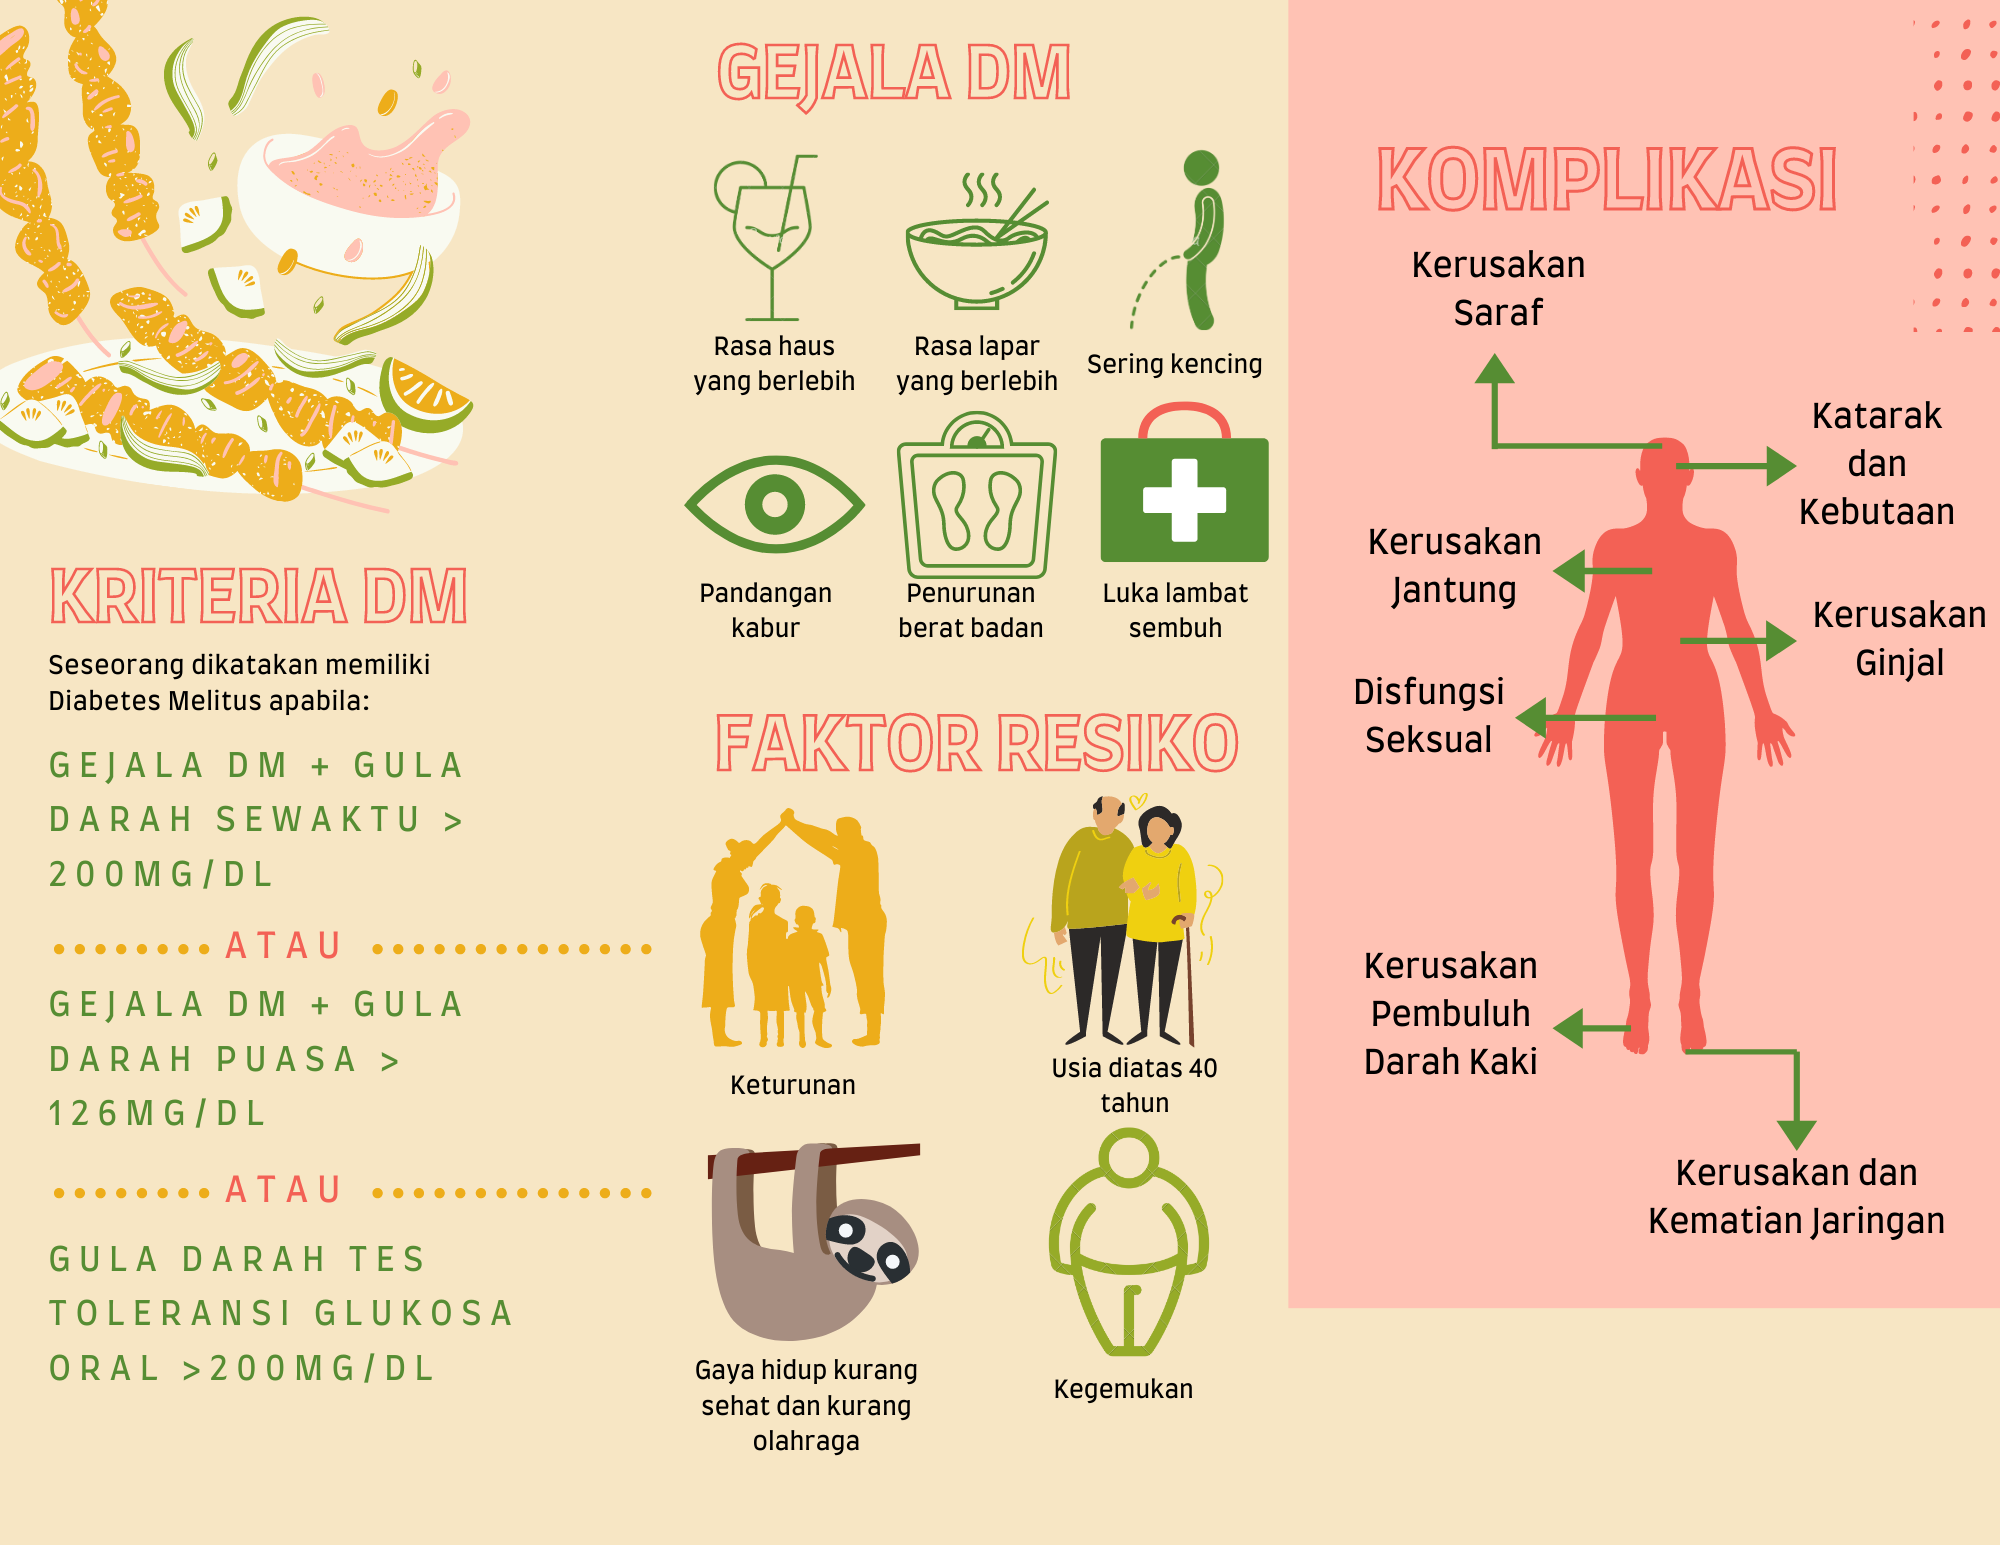 KRITERIA DM
Seseorang dikatakan memiliki
Diabetes Melitus apabila:
GEJALA DM + GULA
DARAH SEWAKTU >
200MG/DL
ATAU
GEJALA DM + GULA
DARAH PUASA >
126MG/DL
ATAU
GULA DARAH TES
TOLERANSI GLUKOSA
ORAL >200MG/DL
GEJALA DM
Rasa haus
yang berlebih
Rasa lapar
yang berlebih
Sering kencing
Pandangan
kabur
Penurunan
berat badan
Luka lambat
sembuh
FAKTOR RESIKO
Keturunan
Usia diatas 40
tahun
Gaya hidup kurang
sehat dan kurang
olahraga
Kegemukan
KOMPLIKASI
Kerusakan
Saraf
Katarak
dan
Kebutaan
Kerusakan
Jantung
Kerusakan
Ginjal
Disfungsi
Seksual
Kerusakan
Pembuluh
Darah Kaki
Kerusakan dan
Kematian Jaringan